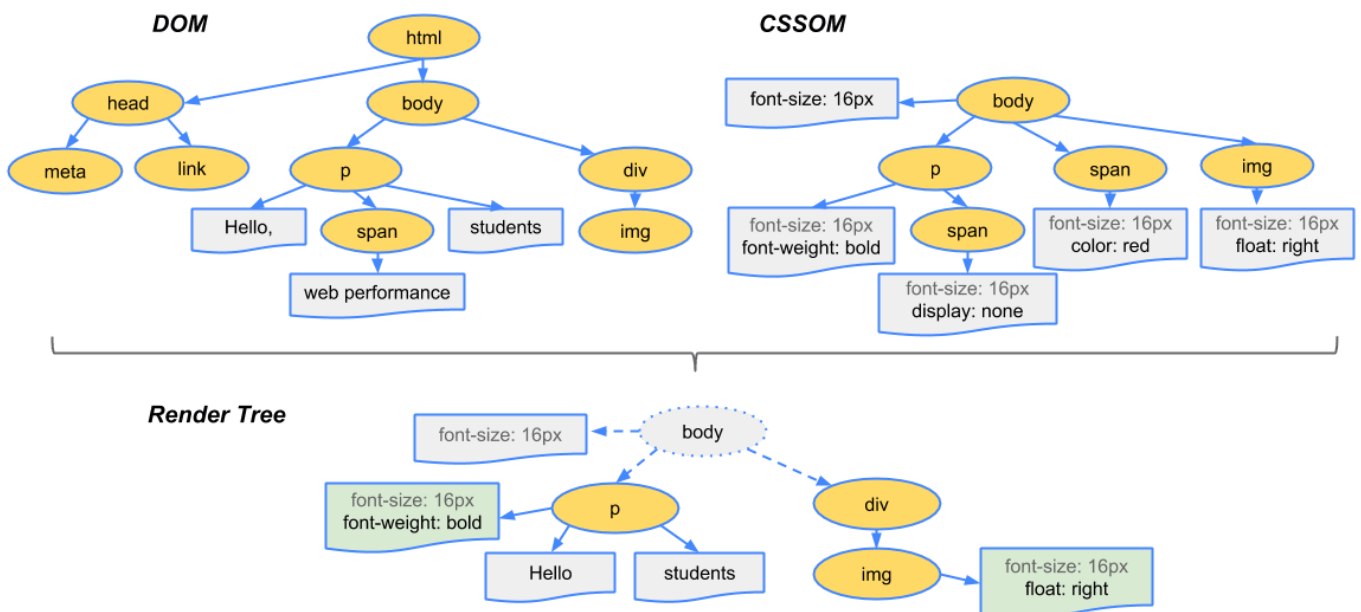 DOM
html
head
body
meta
link
p
div
Hello,
span
students
img
web performance
CSSOM
font-size: 16px
body
p
span
img
font-size: 16px
font-weight: bold
span
font-size: 16px
color: red
font-size: 16px
float: right
font-size: 16px
display: none
Render Tree
font-size: 16px
body
font-size: 16px
font-weight: bold
p
div
Hello
students
img
font-size: 16px
float: right